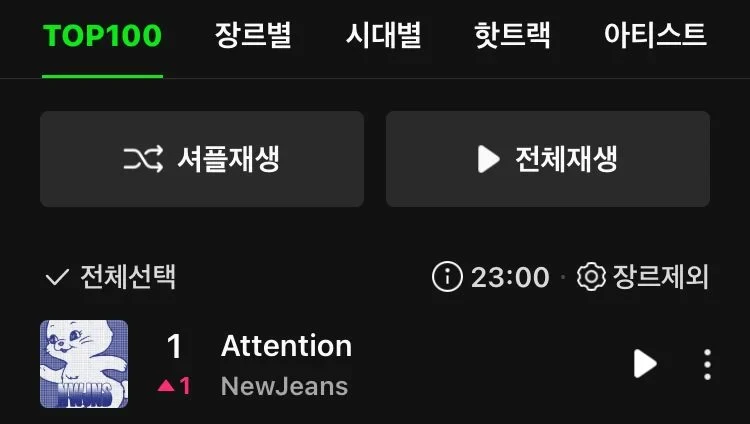 TOP100 장르별 시대별 핫트랙 아티스트
셔플재생 전체재생
전체선택 23:00 · 장르제외
NWJNS
1 Attention
▲1 NewJeans